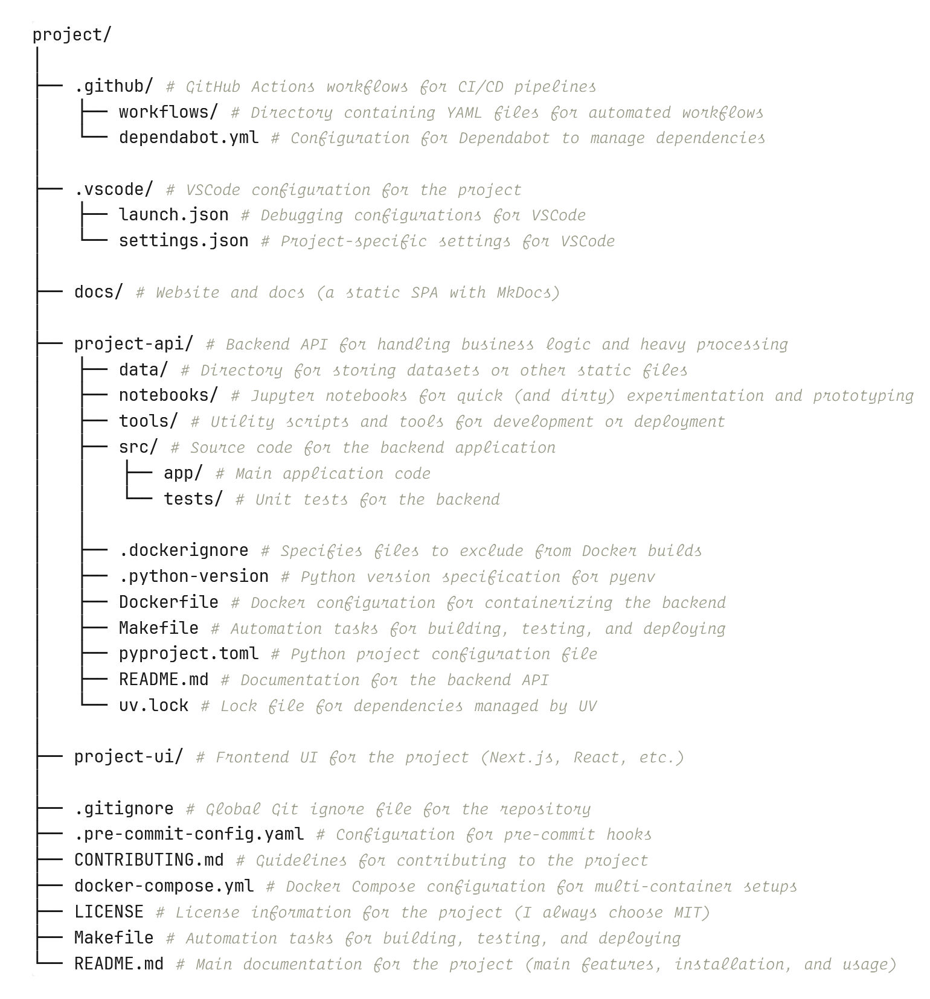 project/
│
├── .github/ # GitHub Actions workflows for CI/CD pipelines
│   ├── workflows/ # Directory containing YAML files for automated workflows
│   └── dependabot.yml # Configuration for Dependabot to manage dependencies
│
├── .vscode/ # VSCode configuration for the project
│   ├── launch.json # Debugging configurations for VSCode
│   └── settings.json # Project-specific settings for VSCode
│
├── docs/ # Website and docs (a static SPA with MkDocs)
│
├── project-api/ # Backend API for handling business logic and heavy processing
│   ├── data/ # Directory for storing datasets or other static files
│   ├── notebooks/ # Jupyter notebooks for quick (and dirty) experimentation and prototyping
│   ├── tools/ # Utility scripts and tools for development or deployment
│   ├── src/ # Source code for the backend application
│   │   ├── app/ # Main application code
│   │   └── tests/ # Unit tests for the backend
│   │
│   ├── .dockerignore # Specifies files to exclude from Docker builds
│   ├── .python-version # Python version specification for pyenv
│   ├── Dockerfile # Docker configuration for containerizing the backend
│   ├── Makefile # Automation tasks for building, testing, and deploying
│   ├── pyproject.toml # Python project configuration file
│   ├── README.md # Documentation for the backend API
│   └── uv.lock # Lock file for dependencies managed by UV
│
├── project-ui/ # Frontend UI for the project (Next.js, React, etc.)
│
├── .gitignore # Global Git ignore file for the repository
├── .pre-commit-config.yaml # Configuration for pre-commit hooks
├── CONTRIBUTING.md # Guidelines for contributing to the project
├── docker-compose.yml # Docker Compose configuration for multi-container setups
├── LICENSE # License information for the project (I always choose MIT)
├── Makefile # Automation tasks for building, testing, and deploying
└── README.md # Main documentation for the project (main features, installation, and usage)